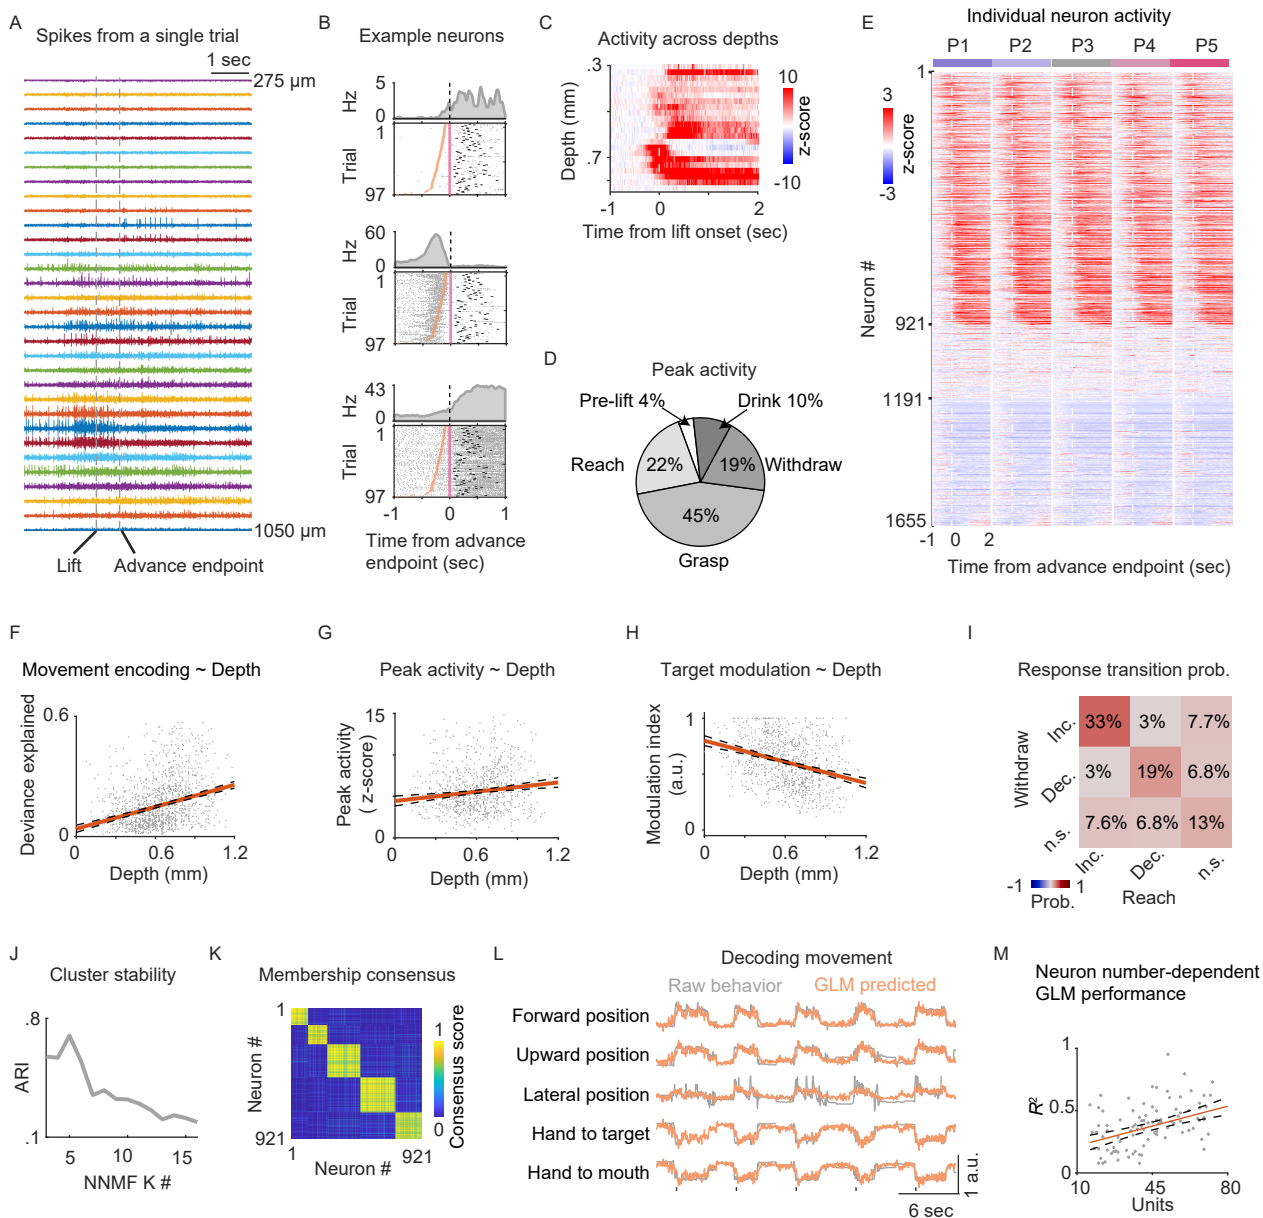 A
Spikes from a single trial
1 sec
275 µm
1050 µm
Lift
Advance endpoint
B
Example neurons
5
0
Hz
1
97
Trial
60
0
Hz
1
97
Trial
43
0
Hz
1
97
Trial
-1
0
1
Time from advance
endpoint (sec)
C
Activity across depths
.3
.7
Depth (mm)
-1
0
2
Time from lift onset (sec)
10
-10
z-score
D
Peak activity
Pre-lift 4%
Drink 10%
Reach
22%
19%
Withdraw
45%
Grasp
E
Individual neuron activity
P1
P2
P3
P4
P5
3
-3
z-score
1
921
1191
1655
Neuron #
-1
0
2
Time from advance endpoint (sec)
F
Movement encoding ~ Depth
0.6
0
Deviance explained
0
0.6
1.2
Depth (mm)
G
Peak activity ~ Depth
15
0
Peak activity
( z-score)
0
0.6
1.2
Depth (mm)
H
Target modulation ~ Depth
1
0
Modulation index
(a.u.)
0
0.6
1.2
Depth (mm)
I
Response transition prob.
Withdraw
Inc.
33%
3%
7.7%
Dec.
3%
19%
6.8%
n.s.
7.6%
6.8%
13%
Inc.
Dec.
n.s.
Reach
-1
1
Prob.
J
Cluster stability
.8
.1
ARI
5
10
15
NNMF K #
K
Membership consensus
1
921
Neuron #
1
921
Neuron #
1
0
Consensus score
L
Decoding movement
Raw behavior
GLM predicted
Forward position
Upward position
Lateral position
Hand to target
Hand to mouth
1 a.u.
6 sec
M
Neuron number-dependent
GLM performance
1
0.5
0
R²
10
45
80
Units